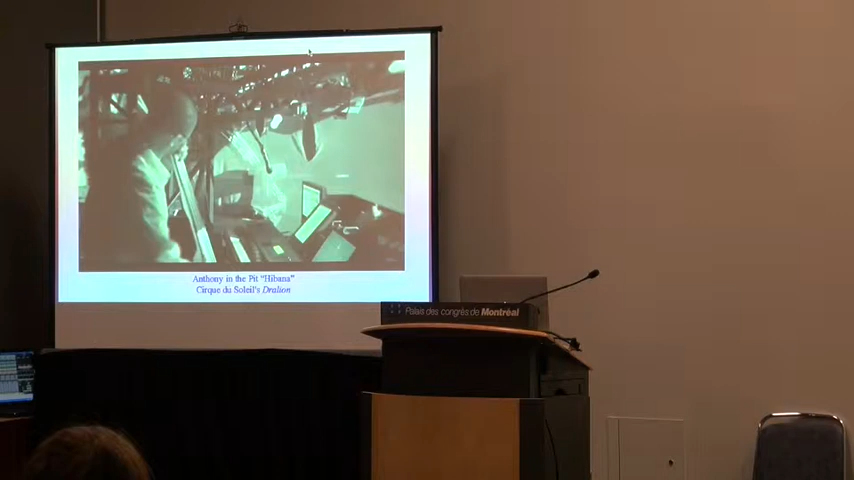 Anthony in the Pit "Hibana"
Cirque du Soleil's Dralion
Palais des congrès de Montréal